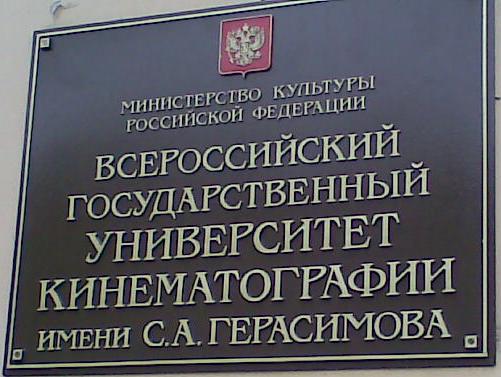 МИНИСТЕРСТВО КУЛЬТУРЫ
РОССИЙСКОЙ ФЕДЕРАЦИИ
ВСЕРОССИЙСКИЙ
ГОСУДАРСТВЕННЫЙ
УНИВЕРСИТЕТ
КИНЕМАТОГРАФИИ
ИМЕНИ С.А. ГЕРАСИМОВА